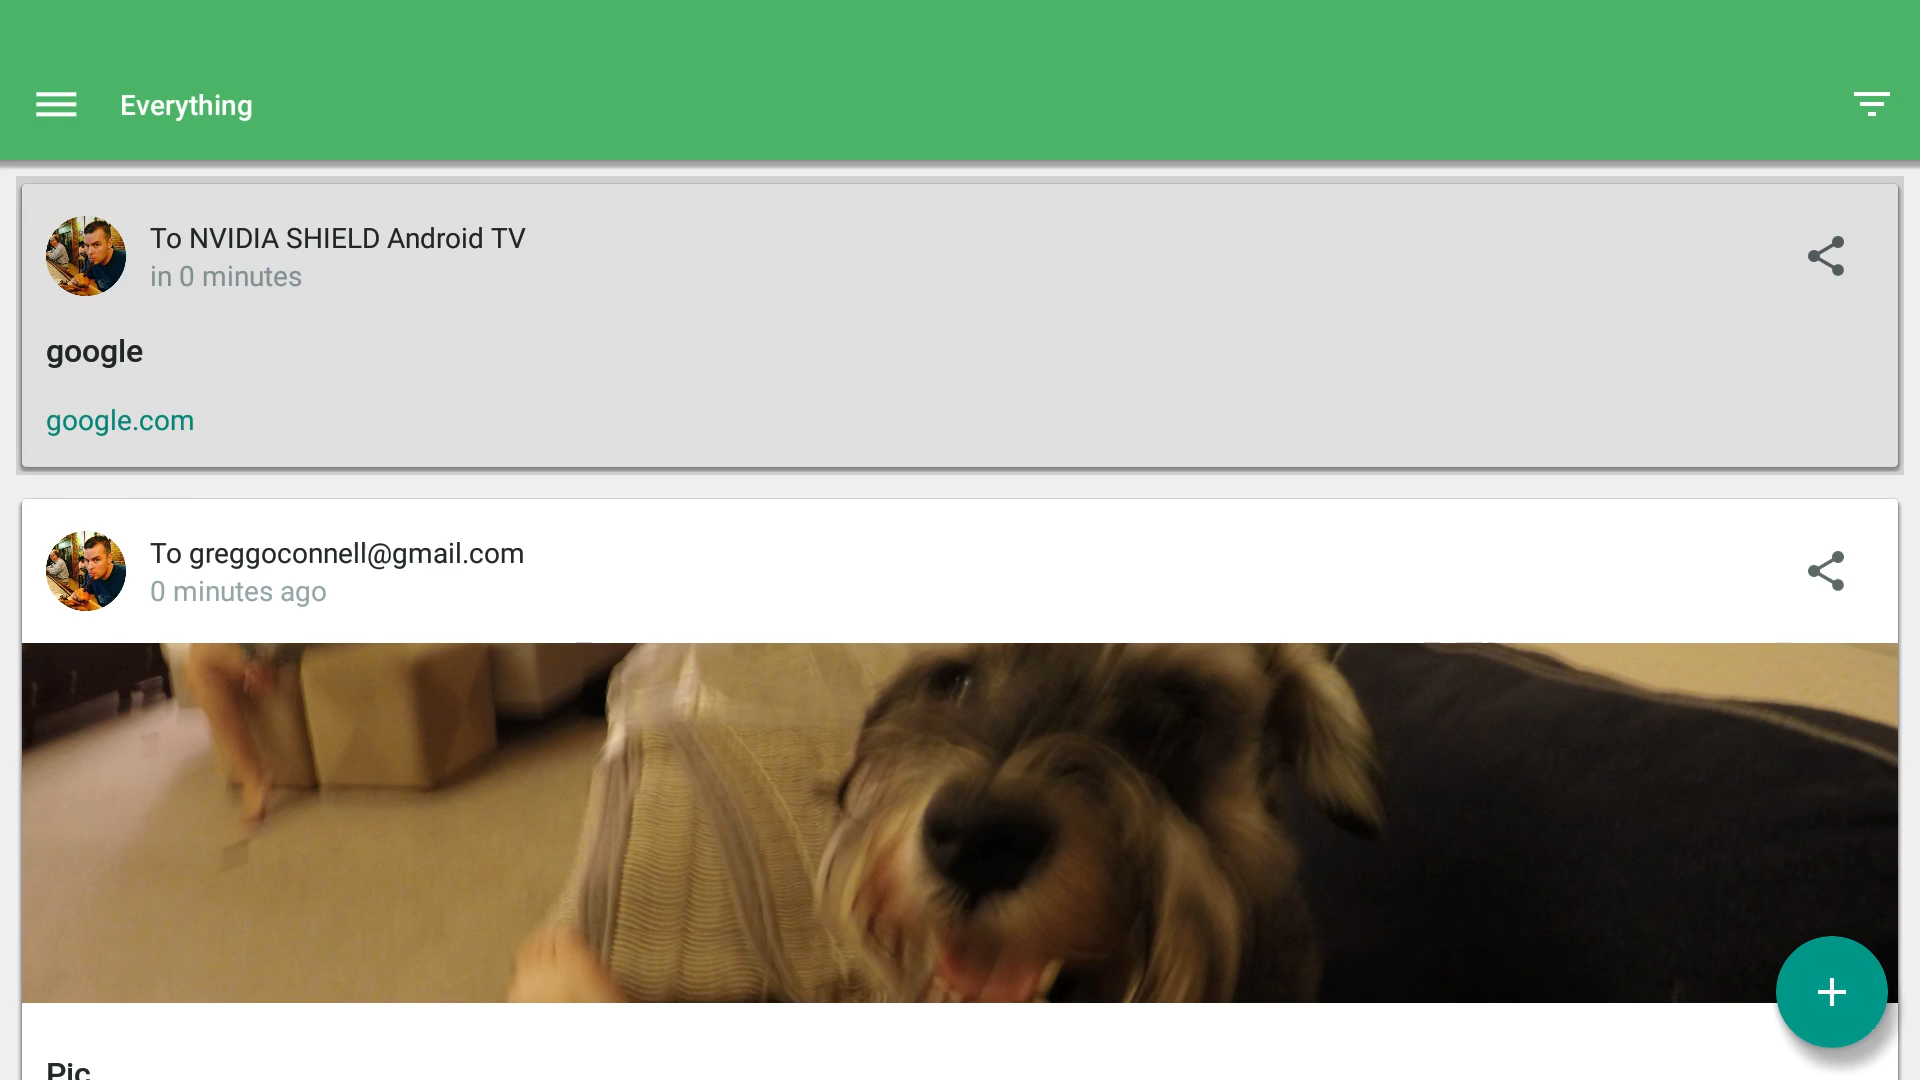 Everything
To NVIDIA SHIELD Android TV
in 0 minutes
google
google.com
To greggoconnell@gmail.com
0 minutes ago
Pic